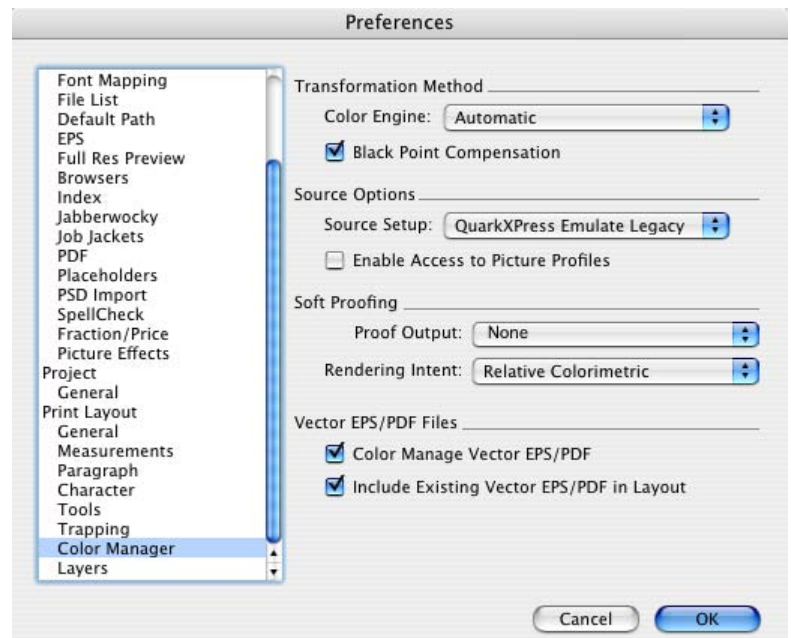 Preferences
Font Mapping
File List
Default Path
EPS
Full Res Preview
Browsers
Index
Jabberwocky
Job Jackets
PDF
Placeholders
PSD Import
SpellCheck
Fraction/Price
Picture Effects
Project
General
Print Layout
General
Measurements
Paragraph
Character
Tools
Trapping
Color Manager
Layers
Transformation Method
Color Engine: Automatic
Black Point Compensation
Source Options
Source Setup: QuarkXPress Emulate Legacy
Enable Access to Picture Profiles
Soft Proofing
Proof Output: None
Rendering Intent: Relative Colorimetric
Vector EPS/PDF Files
Color Manage Vector EPS/PDF
Include Existing Vector EPS/PDF in Layout
Cancel OK